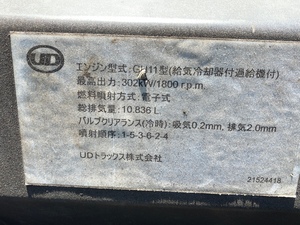 UD
エンジン型式:GH11型(給気冷却器付過給機付)
最高出力:302kW/1800r.p.m.
燃料噴射方式:電子式
総排気量:10.836 l
バルブクリアランス(冷時):吸気0.2mm, 排気2.0mm
噴射順序:1-5-3-6-2-4
UDトラックス株式会社
21524418